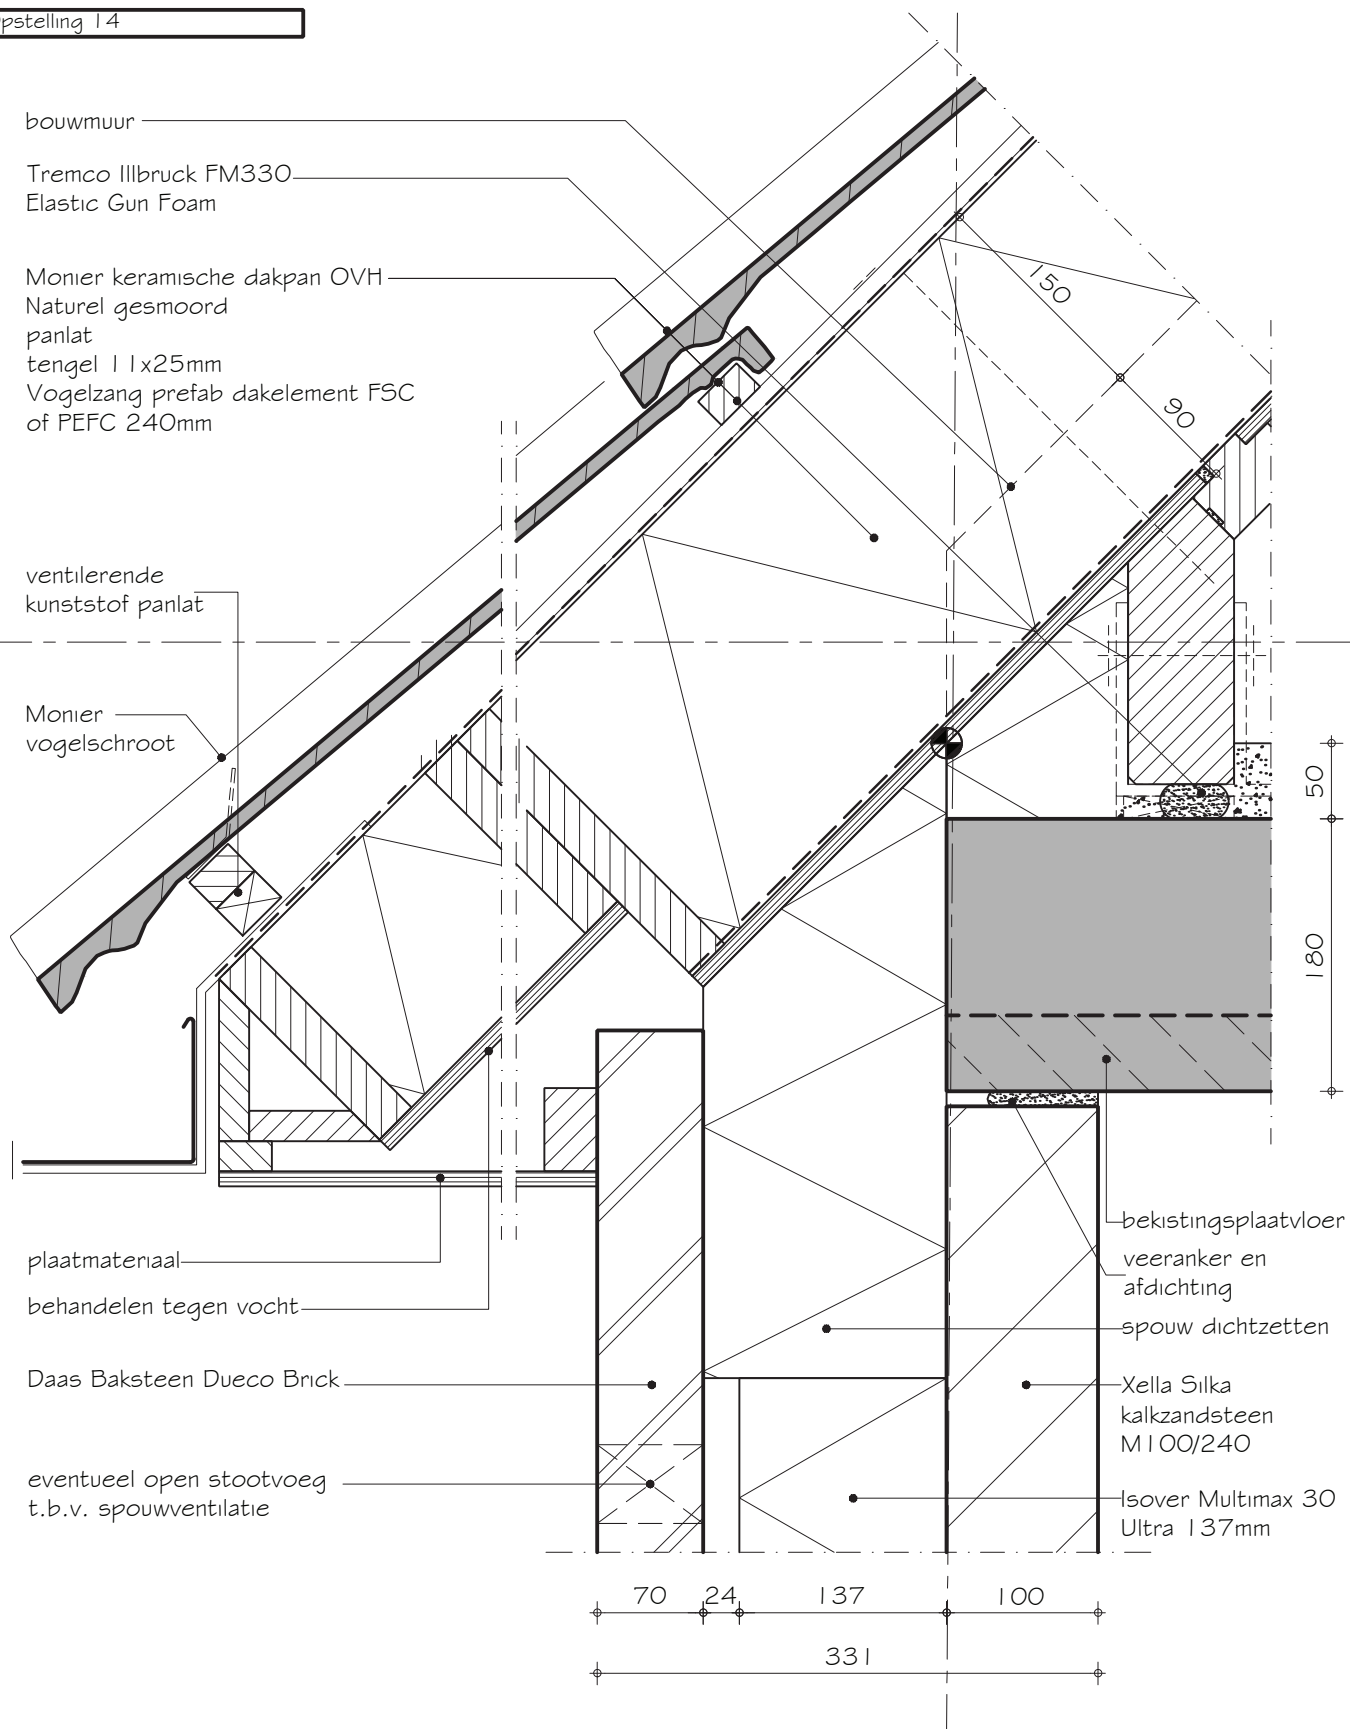 pstelling 14
bouwmuur
Tremco Illbruck FM330
Elastic Gun Foam
Monier keramische dakpan OVH
Naturel gesmoord
panlat
tengel 11x25mm
Vogelzang prefab dakelement FSC
of PEFC 240mm
150
90
ventilerende
kunststof panlat
Monier
vogelschroot
50
180
plaatmateriaal
behandelen tegen vocht
Daas Baksteen Dueco Brick
eventueel open stootvoeg
t.b.v. spouwventilatie
bekistingsplaatvloer
veeranker en
afdichting
spouw dichtzetten
Xella Silka
kalkzandsteen
M100/240
Isover Multimax 30
Ultra 137mm
70 24 137 100
331